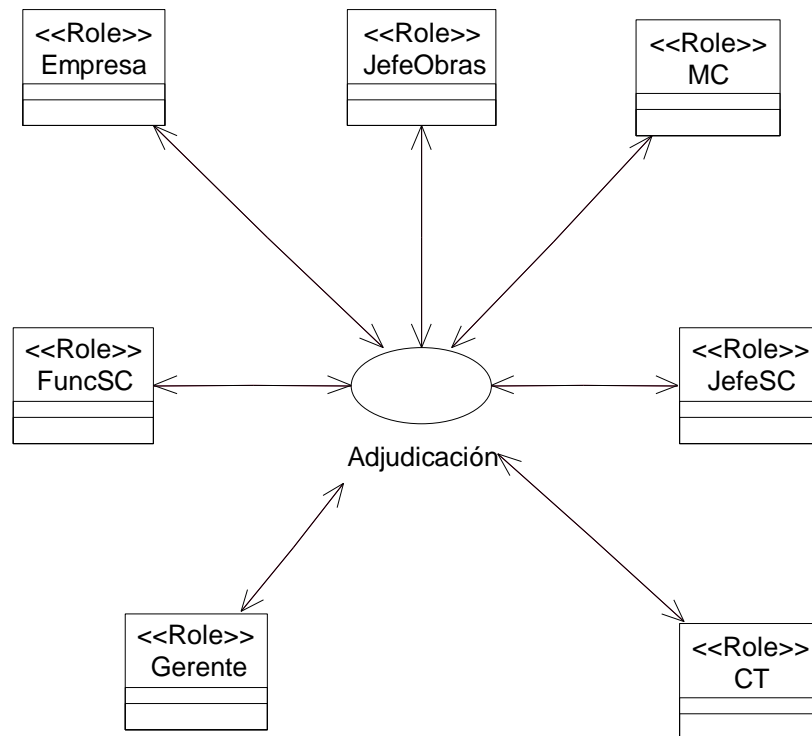 <<Role>>
Empresa
<<Role>>
JefeObras
<<Role>>
MC
<<Role>>
FuncSC
<<Role>>
JefeSC
Adjudicación
<<Role>>
Gerente
<<Role>>
CT